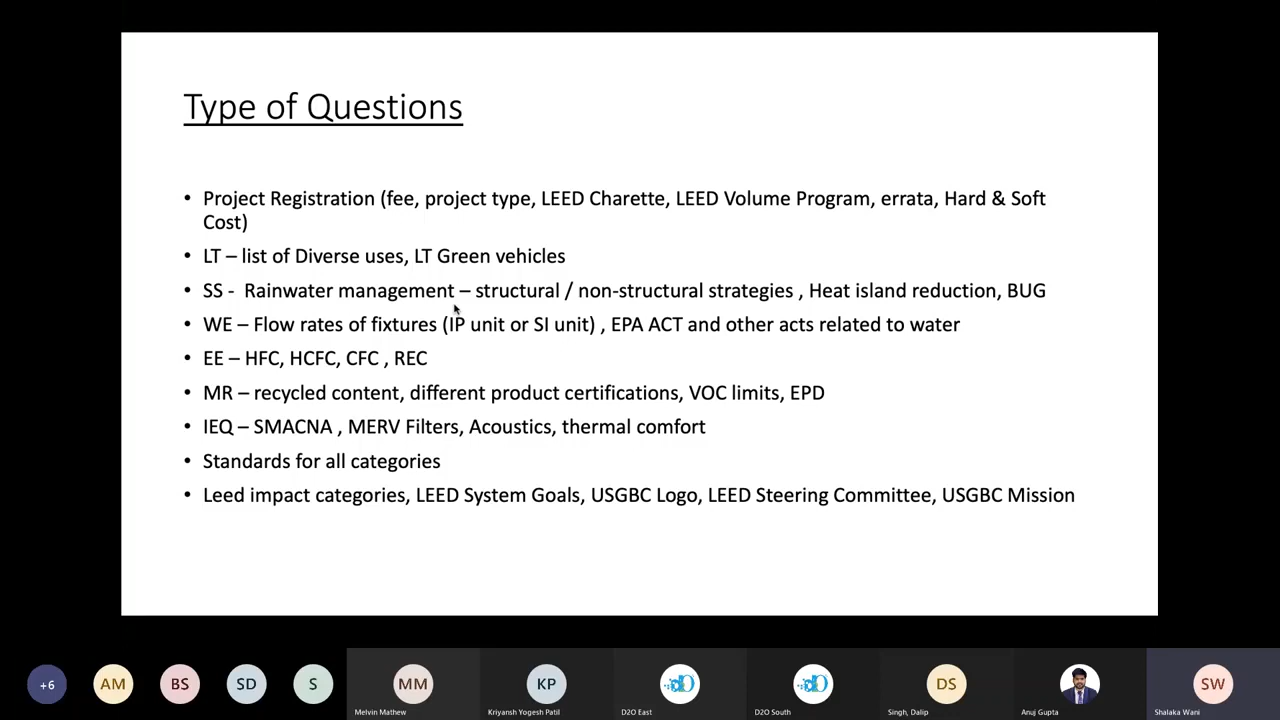 Type of Questions
• Project Registration (fee, project type, LEED Charette, LEED Volume Program, errata, Hard & Soft
Cost)
• LT – list of Diverse uses, LT Green vehicles
• SS - Rainwater management – structural / non-structural strategies , Heat island reduction, BUG
• WE – Flow rates of fixtures (IP unit or SI unit) , EPA ACT and other acts related to water
• EE – HFC, HCFC, CFC , REC
• MR – recycled content, different product certifications, VOC limits, EPD
• IEQ – SMACNA , MERV Filters, Acoustics, thermal comfort
• Standards for all categories
• Leed impact categories, LEED System Goals, USGBC Logo, LEED Steering Committee, USGBC Mission
+6 AM BS SD S MM KP dO dO DS SW
Melvin Mathew Kriyansh Yogesh Patil D2O East D2O South Singh, Dalip Anuj Gupta Shalaka Wani